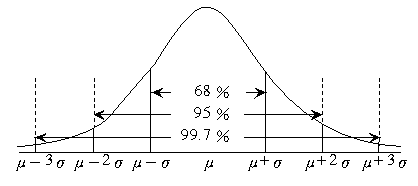 68 %
95 %
99.7 %
μ − 3 σ μ − 2 σ μ − σ μ μ + σ μ + 2 σ μ + 3 σ